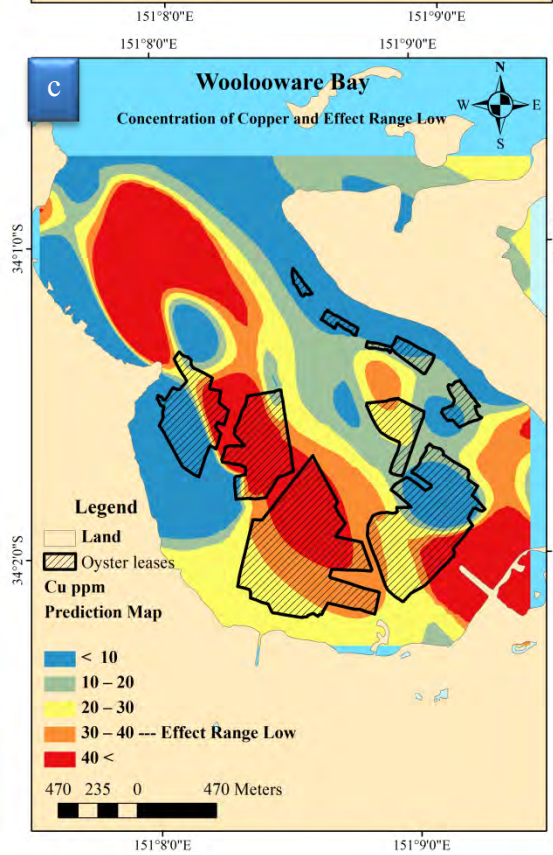 151°8'0"E 151°9'0"E
151°8'0"E 151°9'0"E
c
Woolooware Bay
Concentration of Copper and Effect Range Low
N
W E
S
34°1'0"S
34°2'0"S
Legend
Land
Oyster leases
Cu ppm
Prediction Map
< 10
10 – 20
20 – 30
30 – 40 --- Effect Range Low
40 <
470 235 0 470 Meters
151°8'0"E 151°9'0"E